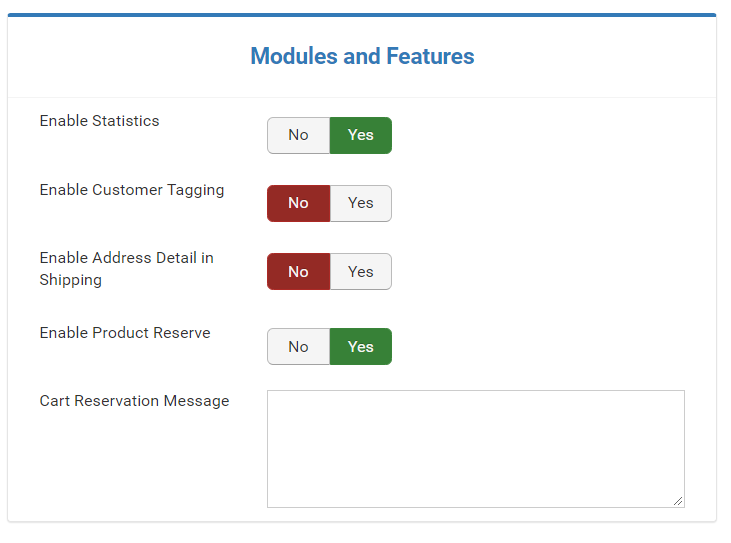 Modules and Features
Enable Statistics
No Yes
Enable Customer Tagging
No Yes
Enable Address Detail in
Shipping
No Yes
Enable Product Reserve
No Yes
Cart Reservation Message